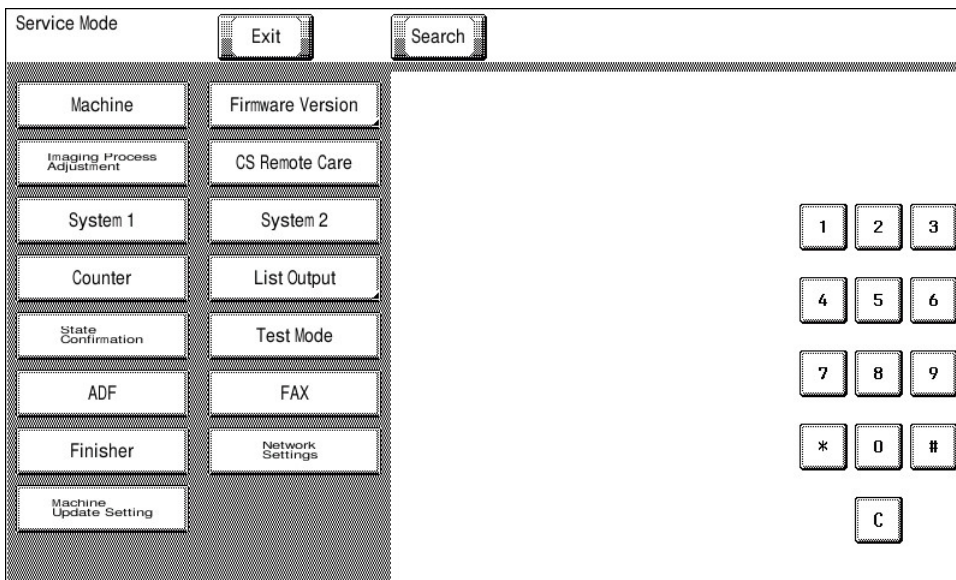 Service Mode
Exit
Search
Machine
Firmware Version
Imaging Process
Adjustment
CS Remote Care
System 1
System 2
Counter
List Output
State
Confirmation
Test Mode
ADF
FAX
Finisher
Network
Settings
Machine
Update Setting
1 2 3
4 5 6
7 8 9
* 0 #
C